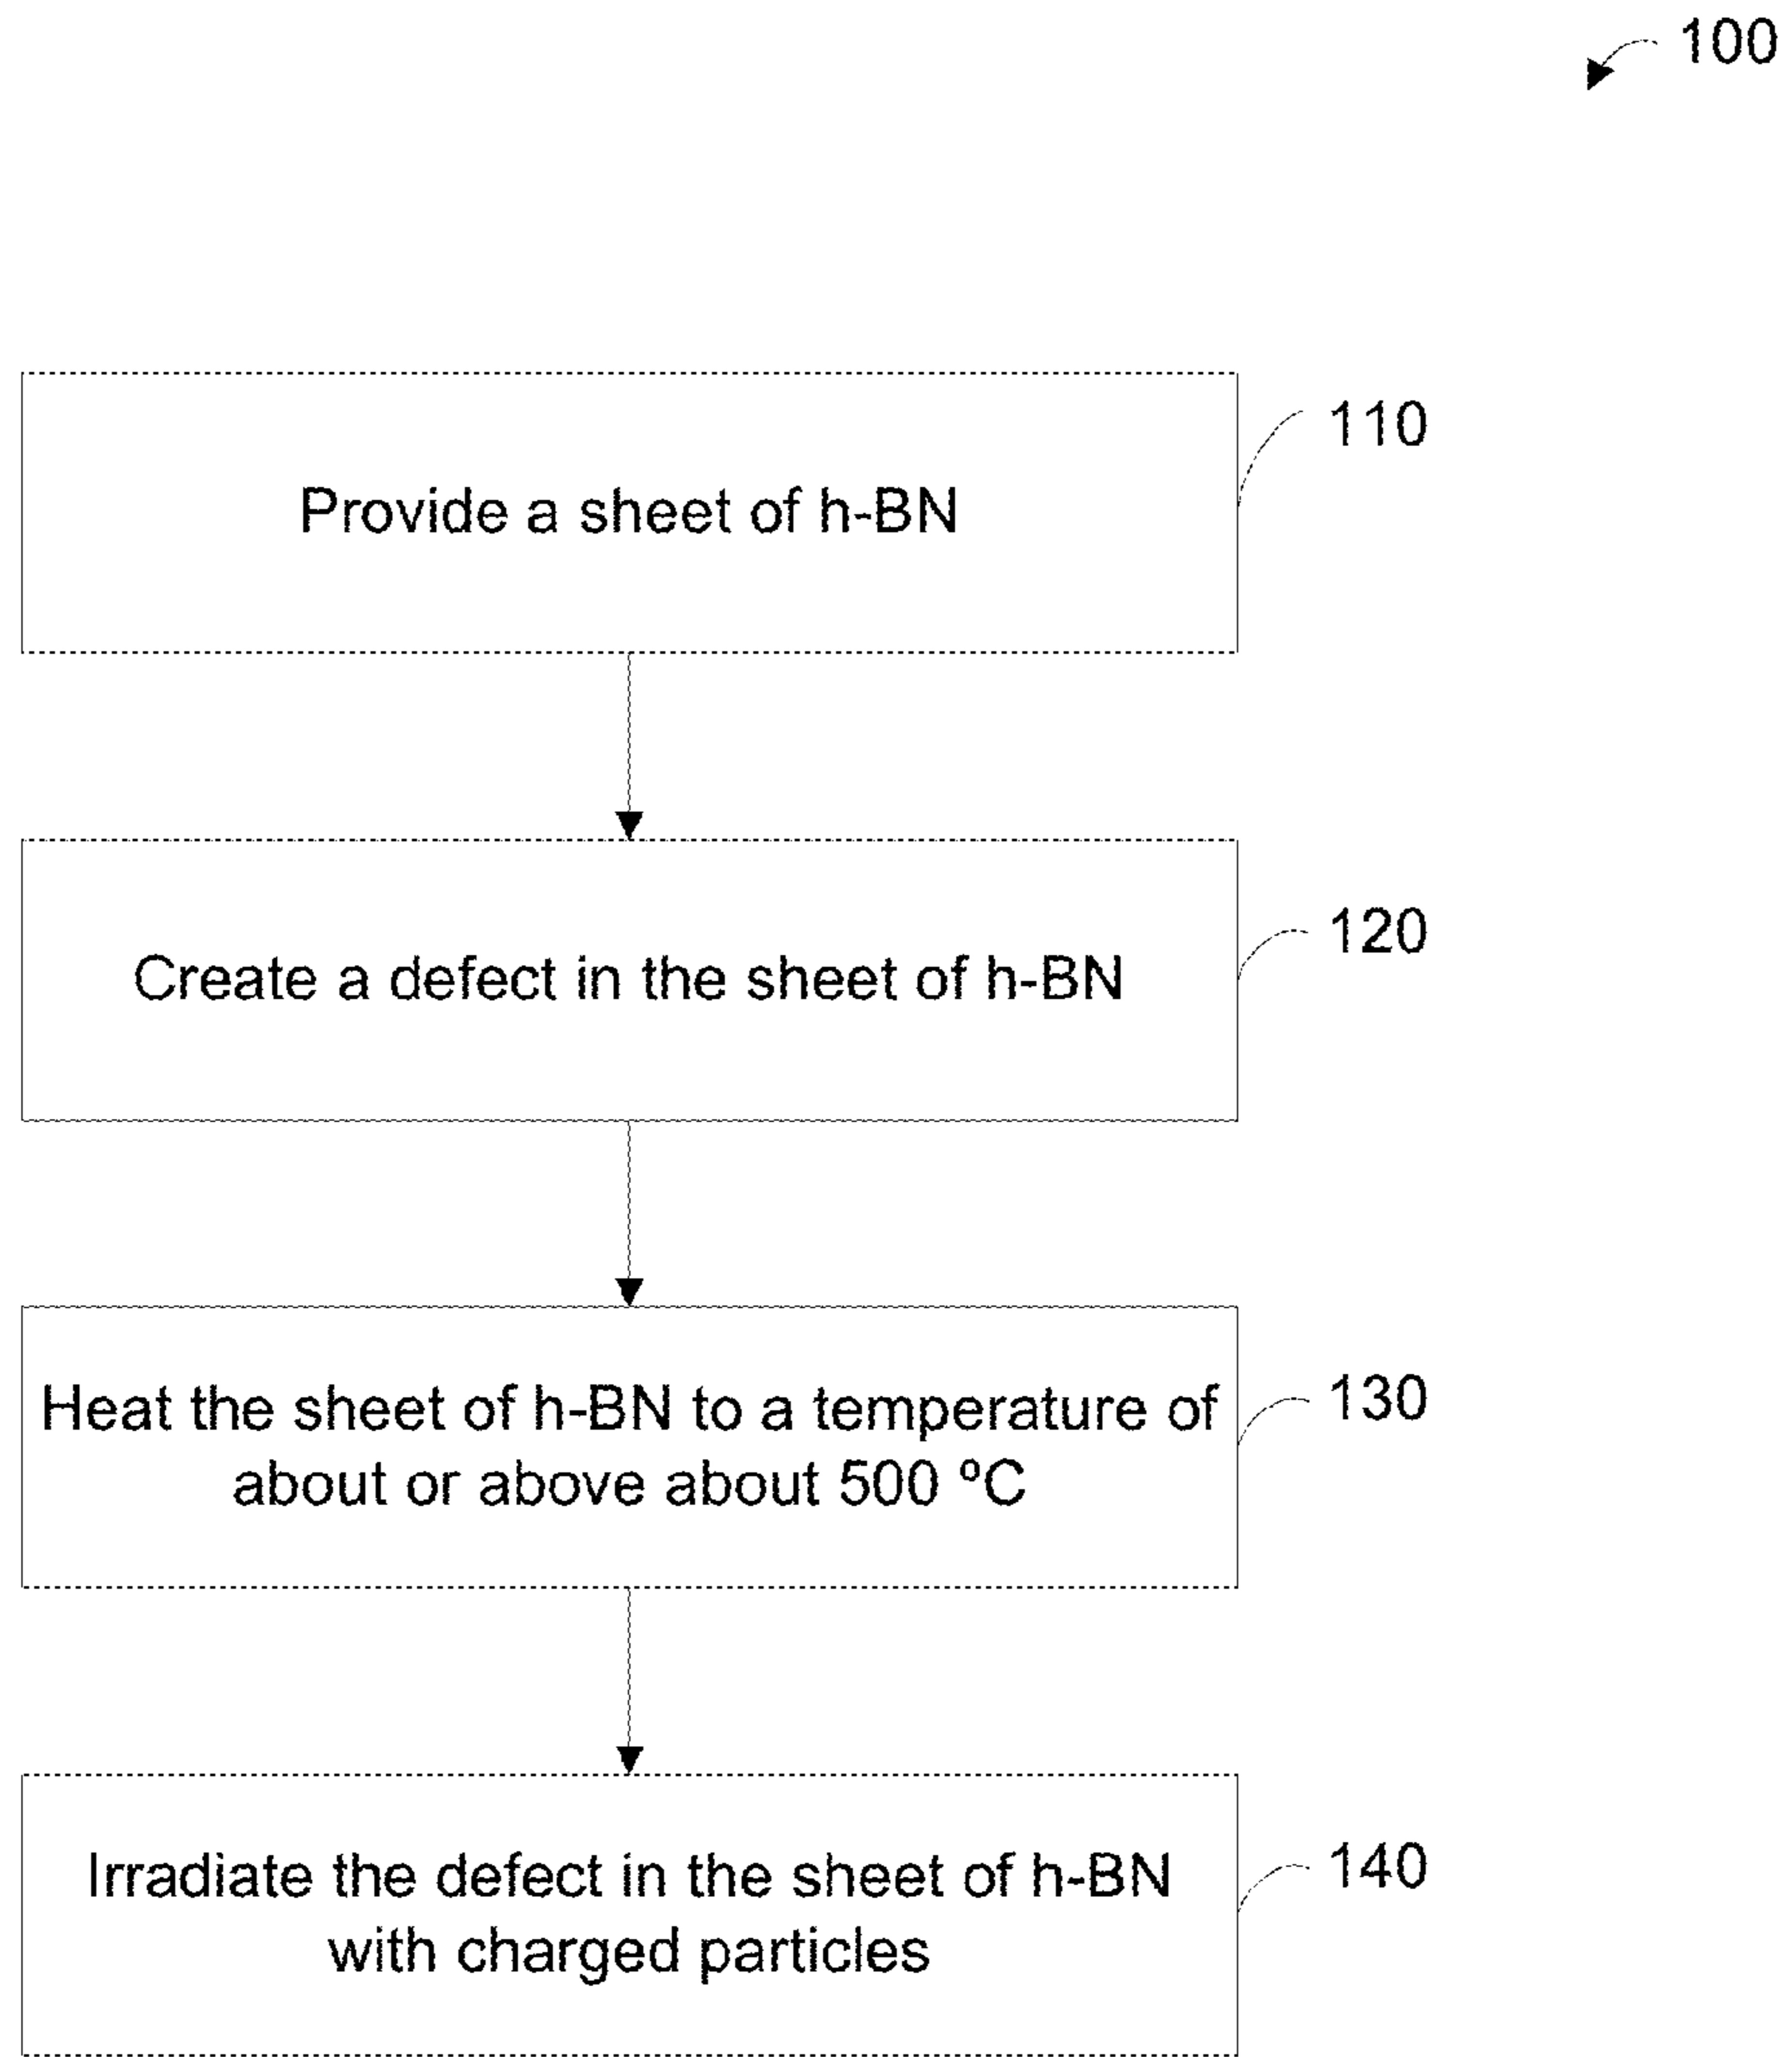 100
Provide a sheet of h-BN
110
Create a defect in the sheet of h-BN
120
Heat the sheet of h-BN to a temperature of
about or above about 500 ºC
130
Irradiate the defect in the sheet of h-BN
with charged particles
140